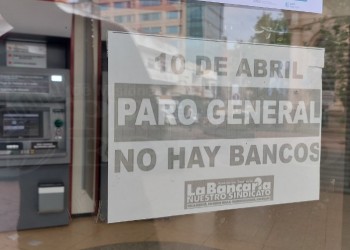 10 DE ABRIL
PARO GENERAL
NO HAY BANCOS
La Bancaria
NUESTRO SINDICATO